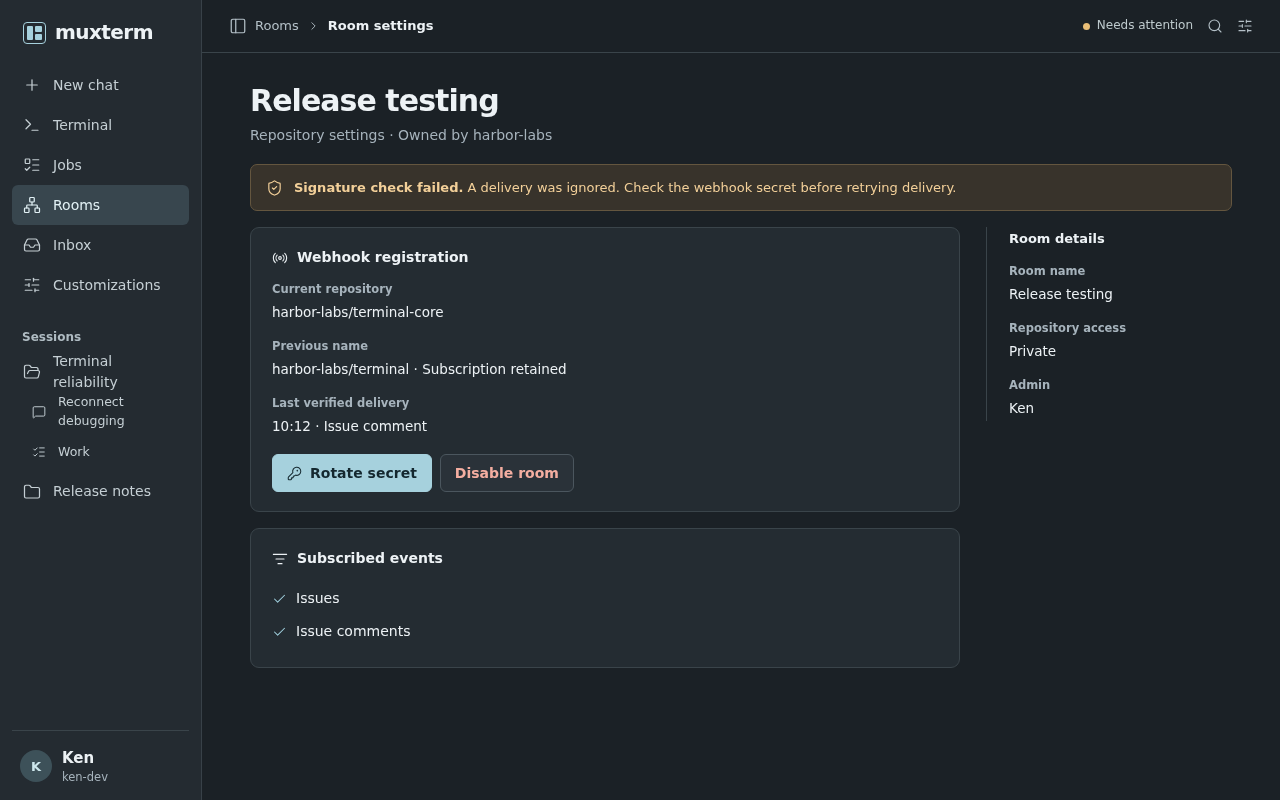 muxterm
New chat
Terminal
Jobs
Rooms
Inbox
Customizations
Sessions
Terminal
reliability
Reconnect
debugging
Work
Release notes
K
Ken
ken-dev
Rooms
Room settings
Needs attention
Release testing
Repository settings · Owned by harbor-labs
Signature check failed. A delivery was ignored. Check the webhook secret before retrying delivery.
Webhook registration
Current repository
harbor-labs/terminal-core
Previous name
harbor-labs/terminal · Subscription retained
Last verified delivery
10:12 · Issue comment
Rotate secret
Disable room
Subscribed events
Issues
Issue comments
Room details
Room name
Release testing
Repository access
Private
Admin
Ken